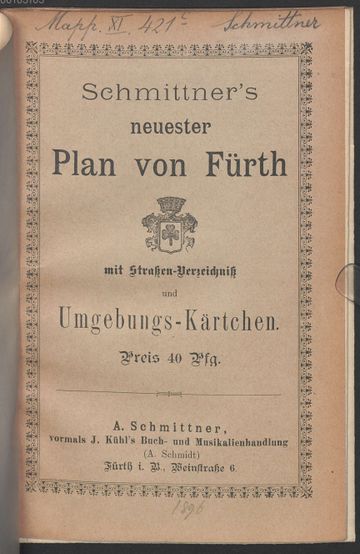 Mapp. XI. 421 c Schmittner
Schmittner's
neuester
Plan von Fürth
mit Straßen-Verzeichniß
und
Umgebungs-Kärtchen.
Preis 40 Pfg.
A. Schmittner,
vormals J. Kühl's Buch- und Musikalienhandlung
(A. Schmidt)
Fürth i. B., Weinstraße 6.
1896